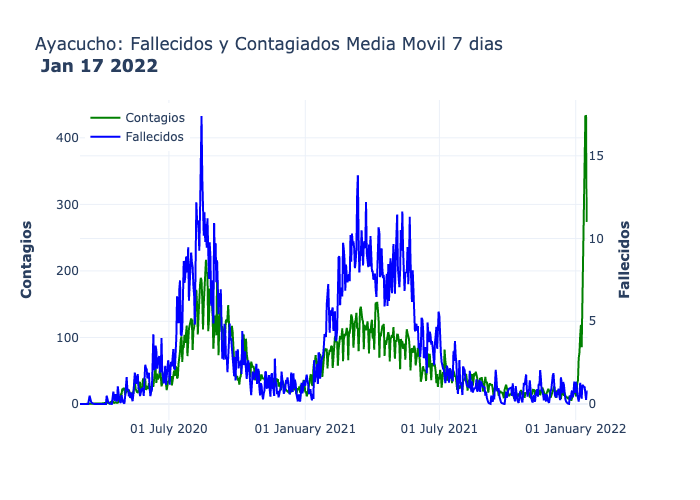 Ayacucho: Fallecidos y Contagiados Media Movil 7 dias
Jan 17 2022
Contagios
Fallecidos
400
300
200
100
0
15
10
5
0
Contagios
Fallecidos
01 July 2020
01 January 2021
01 July 2021
01 January 2022